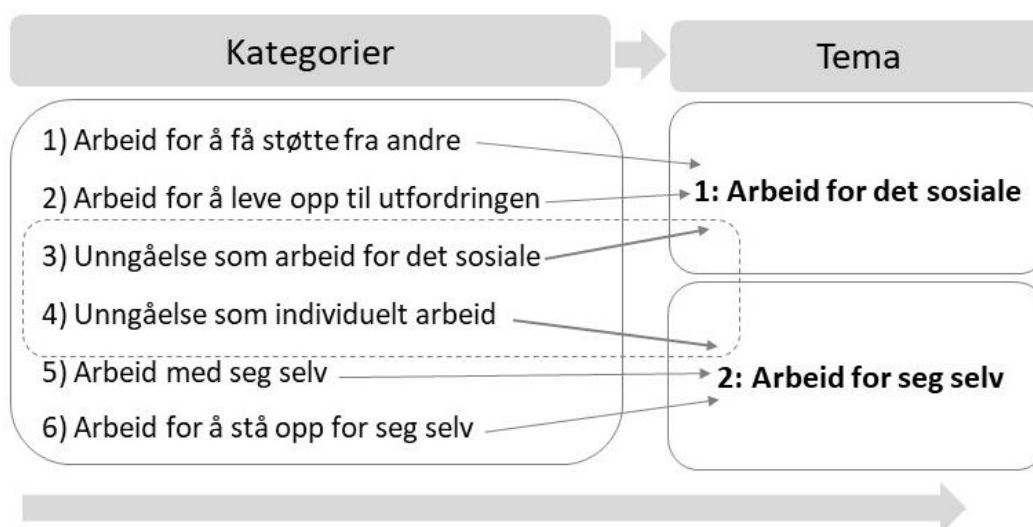 Kategorier
Tema
1) Arbeid for å få støtte fra andre
2) Arbeid for å leve opp til utfordringen
3) Unngåelse som arbeid for det sosiale
4) Unngåelse som individuelt arbeid
5) Arbeid med seg selv
6) Arbeid for å stå opp for seg selv
1: Arbeid for det sosiale
2: Arbeid for seg selv